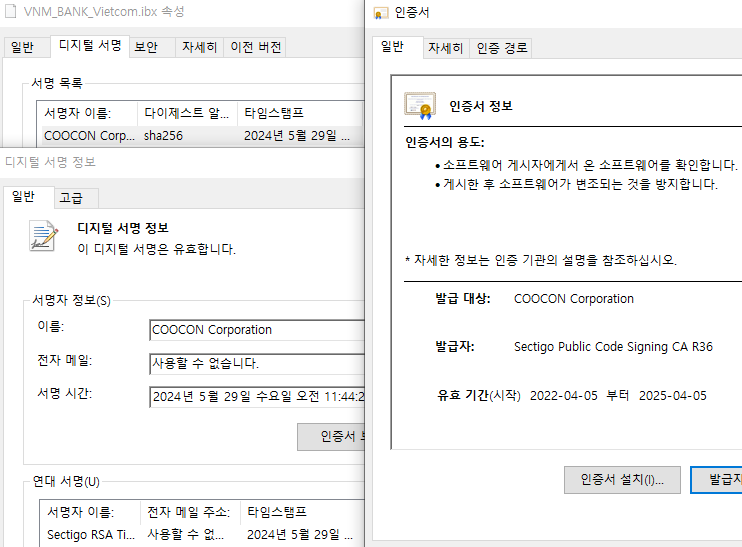 VNM_BANK_Vietcom.ibx 속성
일반 디지털 서명 보안 자세히 이전 버전
서명 목록
서명자 이름: 다이제스트 알... 타임스탬프
COOCON Corp... sha256 2024년 5월 29일 ...
디지털 서명 정보
일반 고급
디지털 서명 정보
이 디지털 서명은 유효합니다.
서명자 정보(S)
이름: COOCON Corporation
전자 메일: 사용할 수 없습니다.
서명 시간: 2024년 5월 29일 수요일 오전 11:44:2
인증서
연대 서명(U)
서명자 이름: 전자 메일 주소: 타임스탬프
Sectigo RSA Ti... 사용할 수 없... 2024년 5월 29일 ...
인증서
일반 자세히 인증 경로
인증서 정보
인증서의 용도:
• 소프트웨어 게시자에게서 온 소프트웨어를 확인합니다.
• 게시한 후 소프트웨어가 변조되는 것을 방지합니다.
* 자세한 정보는 인증 기관의 설명을 참조하십시오.
발급 대상: COOCON Corporation
발급자: Sectigo Public Code Signing CA R36
유효 기간(시작) 2022-04-05 부터 2025-04-05
인증서 설치(I)... 발급자